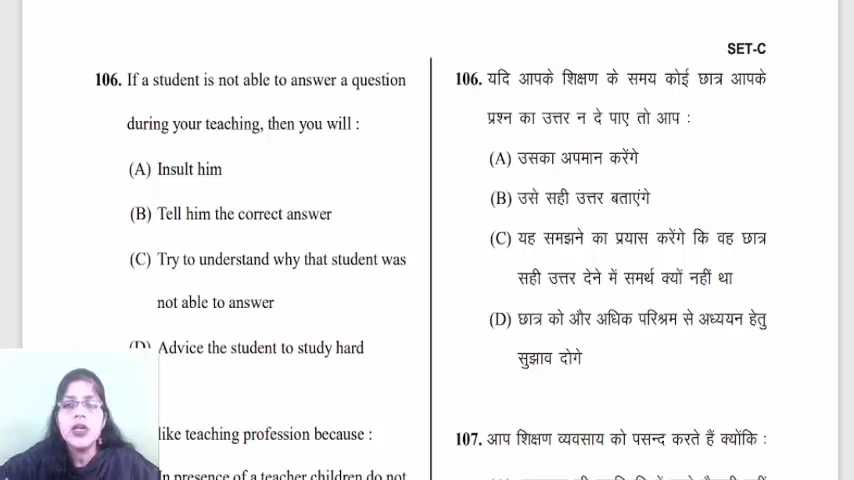 SET-C
106. If a student is not able to answer a question
during your teaching, then you will :
(A) Insult him
(B) Tell him the correct answer
(C) Try to understand why that student was
not able to answer
(D) Advice the student to study hard
like teaching profession because :
In presence of a teacher children do not
106. यदि आपके शिक्षण के समय कोई छात्र आपके
प्रश्न का उत्तर न दे पाए तो आप :
(A) उसका अपमान करेंगे
(B) उसे सही उत्तर बताएंगे
(C) यह समझने का प्रयास करेंगे कि वह छात्र
सही उत्तर देने में समर्थ क्यों नहीं था
(D) छात्र को और अधिक परिश्रम से अध्ययन हेतु
सुझाव दोगे
107. आप शिक्षण व्यवसाय को पसन्द करते हैं क्योंकि :